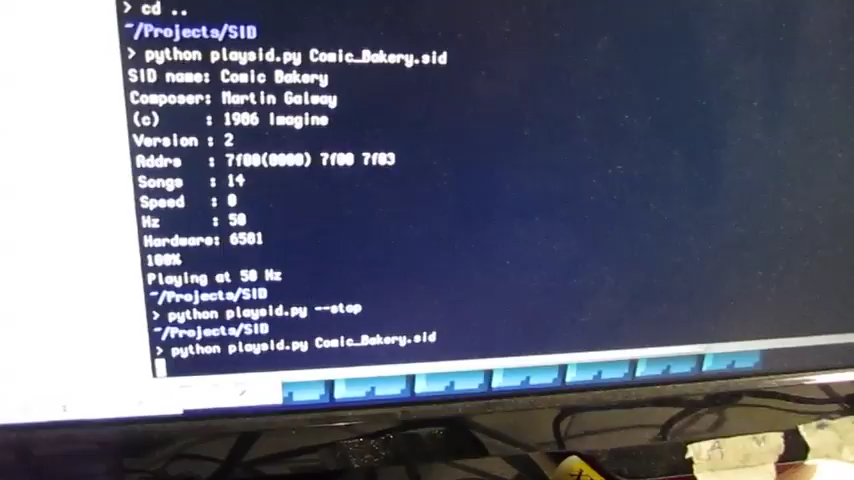 > cd ..
~/Projects/SID
> python playsid.py Comic_Bakery.sid
SID name: Comic Bakery
Composer: Martin Galway
(c)     : 1986 Imagine
Version : 2
Addrs   : 7f00(0000) 7f00 7f03
Songs   : 14
Speed   : 0
Hz      : 50
Hardware: 6581
100%
Playing at 50 Hz
~/Projects/SID
> python playsid.py --stop
~/Projects/SID
> python playsid.py Comic_Bakery.sid